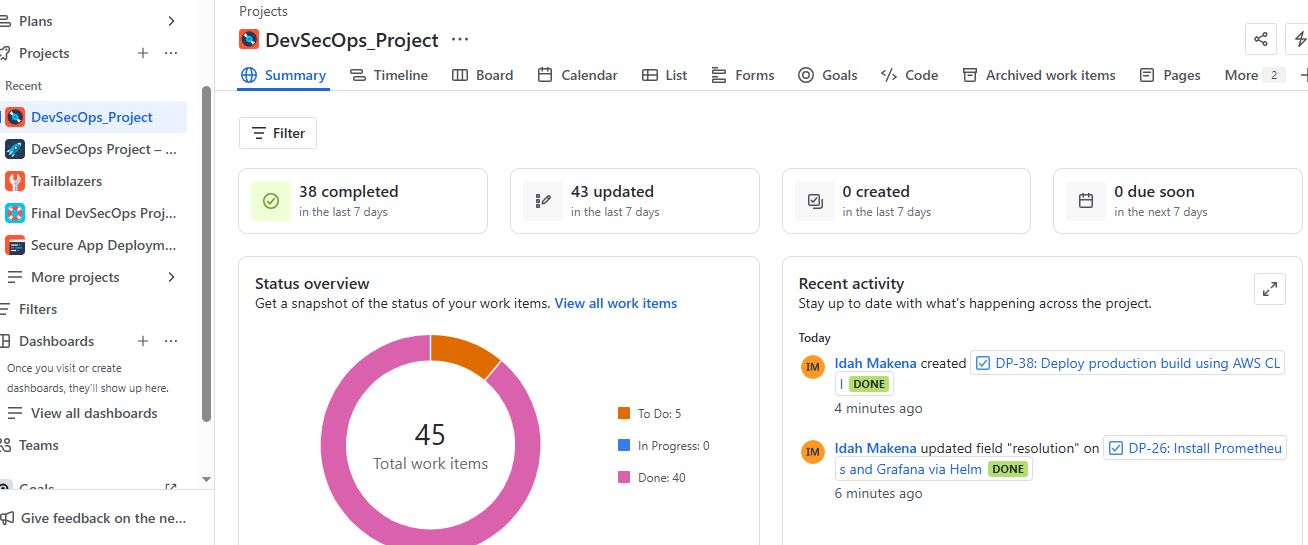 Plans
Projects
Recent
DevSecOps_Project
DevSecOps Project – ...
Trailblazers
Final DevSecOps Proj...
Secure App Deploym...
More projects
Filters
Dashboards
Once you visit or create
dashboards, they'll show up here.
View all dashboards
Teams
Goals
Give feedback on the ne...
Projects
DevSecOps_Project
Summary
Timeline
Board
Calendar
List
Forms
Goals
Code
Archived work items
Pages
More 2
Filter
38 completed
in the last 7 days
43 updated
in the last 7 days
0 created
in the last 7 days
0 due soon
in the next 7 days
Status overview
Get a snapshot of the status of your work items. View all work items
45
Total work items
To Do: 5
In Progress: 0
Done: 40
Recent activity
Stay up to date with what's happening across the project.
Today
IM
Idah Makena created DP-38: Deploy production build using AWS CL
I DONE
4 minutes ago
IM
Idah Makena updated field "resolution" on DP-26: Install Prometheu
s and Grafana via Helm DONE
6 minutes ago